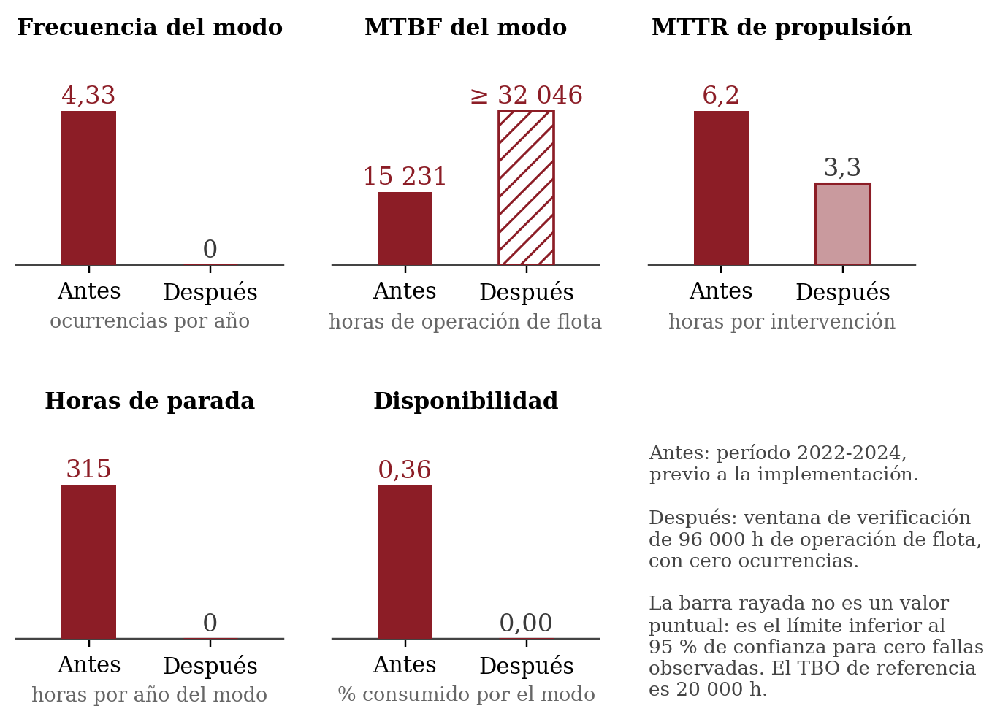 Frecuencia del modo
4,33
0
Antes
Después
ocurrencias por año
MTBF del modo
≥ 32 046
15 231
Antes
Después
horas de operación de flota
MTTR de propulsión
6,2
3,3
Antes
Después
horas por intervención
Horas de parada
315
0
Antes
Después
horas por año del modo
Disponibilidad
0,36
0,00
Antes
Después
% consumido por el modo
Antes: período 2022-2024,
previo a la implementación.
Después: ventana de verificación
de 96 000 h de operación de flota,
con cero ocurrencias.
La barra rayada no es un valor
puntual: es el límite inferior al
95 % de confianza para cero fallas
observadas. El TBO de referencia
es 20 000 h.